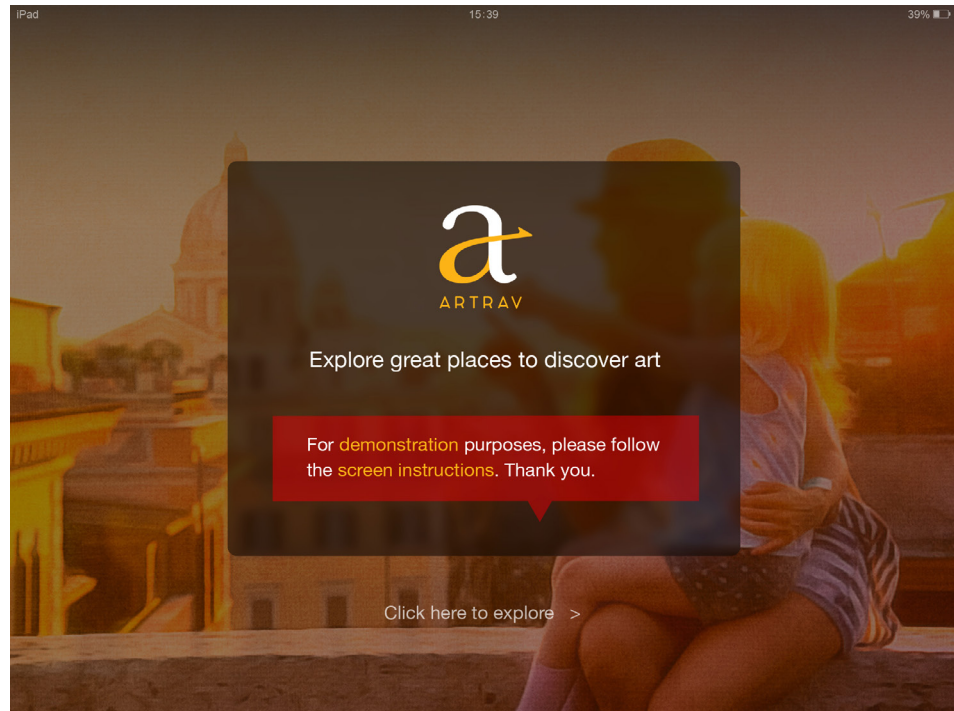 iPad 15:39 39%
a
ARTRAV
Explore great places to discover art
For demonstration purposes, please follow
the screen instructions. Thank you.
Click here to explore >